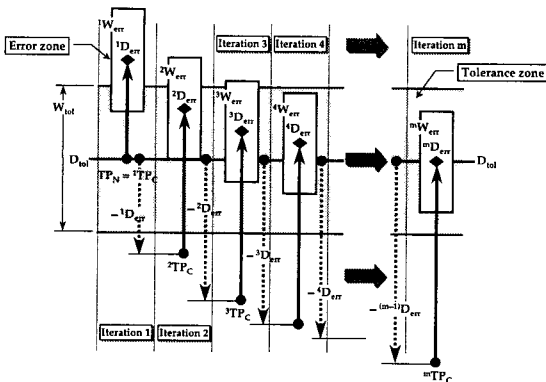 Error zone
¹W_err
¹D_err
Iteration 3
Iteration 4
Iteration m
Tolerance zone
²W_err
²D_err
³W_err
³D_err
⁴W_err
⁴D_err
ᵐW_err
ᵐD_err
W_tol
D_tol
D_tol
TP_N = ¹TP_C
–¹D_err
–²D_err
–³D_err
–⁴D_err
–⁽ᵐ⁻¹⁾D_err
²TP_C
³TP_C
ᵐTP_C
Iteration 1
Iteration 2